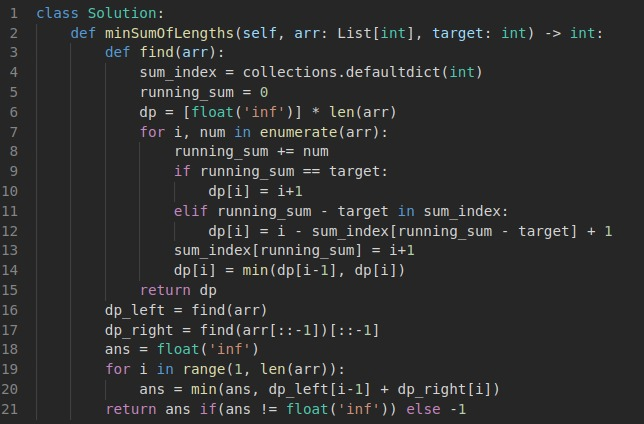 1 class Solution:
2     def minSumOfLengths(self, arr: List[int], target: int) -> int:
3         def find(arr):
4             sum_index = collections.defaultdict(int)
5             running_sum = 0
6             dp = [float('inf')] * len(arr)
7             for i, num in enumerate(arr):
8                 running_sum += num
9                 if running_sum == target:
10                     dp[i] = i+1
11                 elif running_sum - target in sum_index:
12                     dp[i] = i - sum_index[running_sum - target] + 1
13                 sum_index[running_sum] = i+1
14                 dp[i] = min(dp[i-1], dp[i])
15             return dp
16         dp_left = find(arr)
17         dp_right = find(arr[::-1])[::-1]
18         ans = float('inf')
19         for i in range(1, len(arr)):
20             ans = min(ans, dp_left[i-1] + dp_right[i])
21         return ans if(ans != float('inf')) else -1